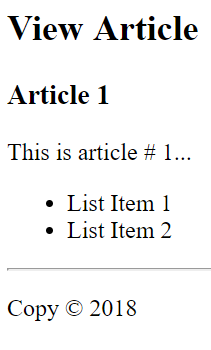 View Article
Article 1
This is article # 1...
• List Item 1
• List Item 2
Copy © 2018